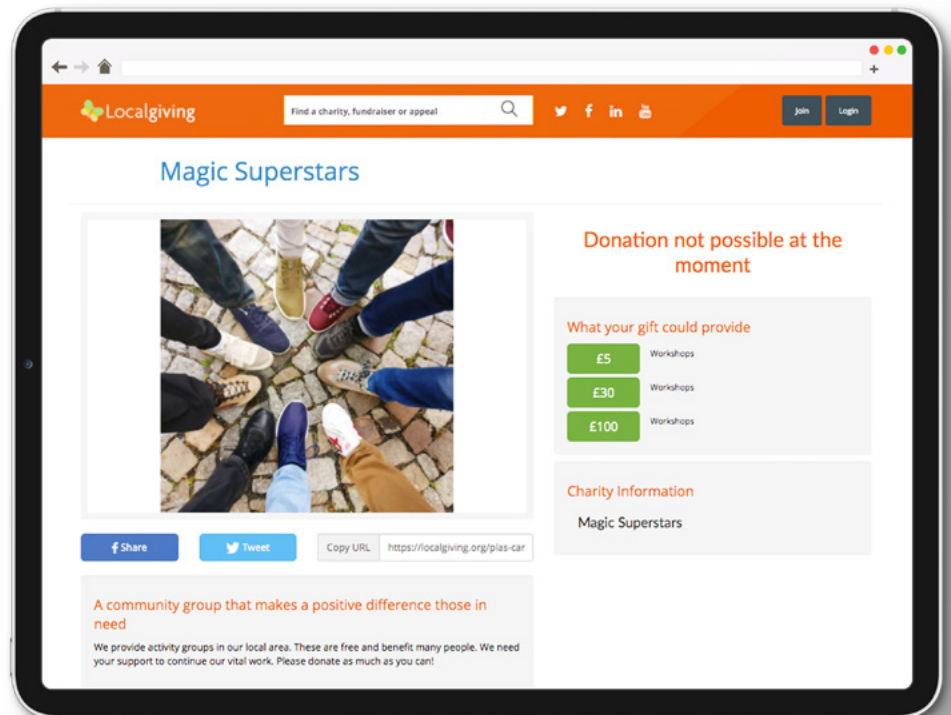 Localgiving
Find a charity, fundraiser or appeal
Join
Login
Magic Superstars
Donation not possible at the
moment
What your gift could provide
£5
Workshops
£30
Workshops
£100
Workshops
Charity Information
Magic Superstars
Share
Tweet
Copy URL
https://localgiving.org/plas-car
A community group that makes a positive difference those in
need
We provide activity groups in our local area. These are free and benefit many people. We need
your support to continue our vital work. Please donate as much as you can!